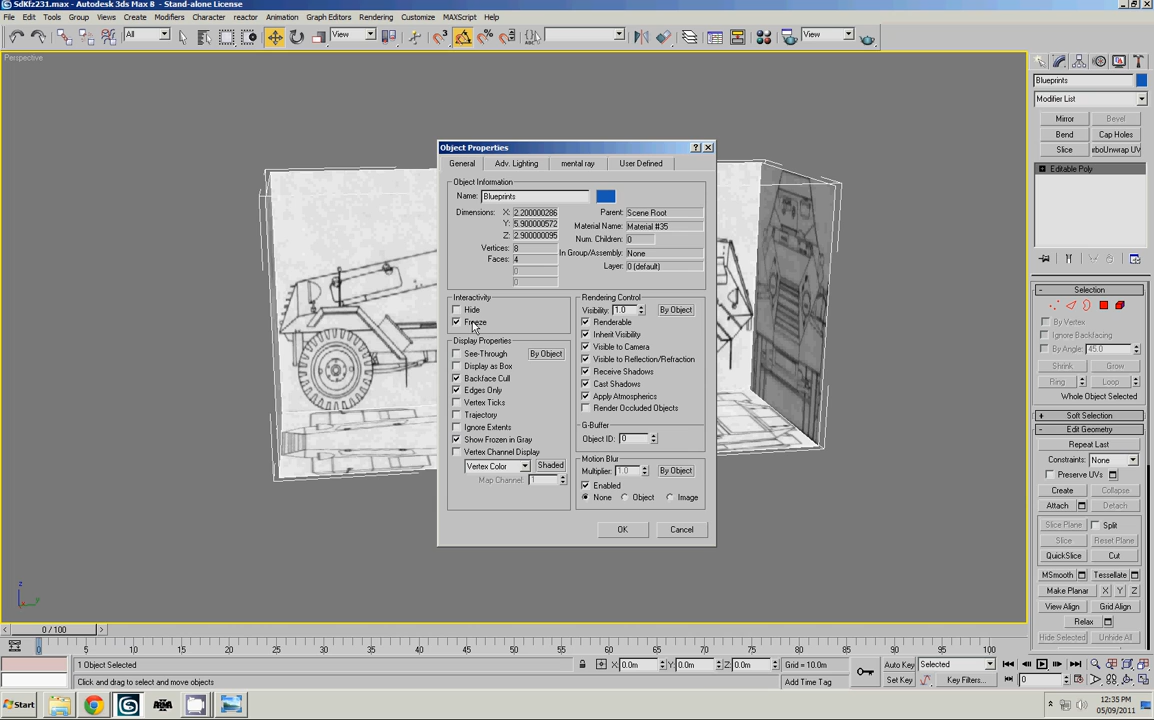 SdKfz231.max - Autodesk 3ds Max 8 - Stand-alone License
File Edit Tools Group Views Create Modifiers Character reactor Animation Graph Editors Rendering Customize MAXScript Help
All View View
Perspective
Blueprints
Modifier List
Mirror Bevel
Bend Cap Holes
Slice rboUnwrap UV
Editable Poly
Object Properties
General Adv. Lighting mental ray User Defined
Object Information
Name: Blueprints
Dimensions: X: 2.200000286 Parent: Scene Root
Y: 5.900000572 Material Name: Material #35
Z: 2.900000095 Num. Children: 0
Vertices: 8 In Group/Assembly: None
Faces: 4 Layer: 0 (default)
0
0
Interactivity
Hide
Freeze
Display Properties
See-Through By Object
Display as Box
Backface Cull
Edges Only
Vertex Ticks
Trajectory
Ignore Extents
Show Frozen in Gray
Vertex Channel Display
Vertex Color Shaded
Map Channel: 1
Rendering Control
Visibility: 1.0 By Object
Renderable
Inherit Visibility
Visible to Camera
Visible to Reflection/Refraction
Receive Shadows
Cast Shadows
Apply Atmospherics
Render Occluded Objects
G-Buffer
Object ID: 0
Motion Blur
Multiplier: 1.0 By Object
Enabled
None Object Image
OK Cancel
Selection
By Vertex
Ignore Backfacing
By Angle: 45.0
Shrink Grow
Ring Loop
Whole Object Selected
Soft Selection
Edit Geometry
Repeat Last
Constraints: None
Preserve UVs
Create Collapse
Attach Detach
Slice Plane Split
Slice Reset Plane
QuickSlice Cut
MSmooth Tessellate
Make Planar X Y Z
View Align Grid Align
Relax
Hide Selected Unhide All
z
y
0 / 100
0 5 10 15 20 25 30 35 40 45 50 55 60 65 70 75 80 85 90 95 100
1 Object Selected X: 0.0m Y: 0.0m Z: 0.0m Grid = 10.0m Auto Key Selected
Click and drag to select and move objects Add Time Tag Set Key Key Filters... 0
Start
12:35 PM
05/09/2011